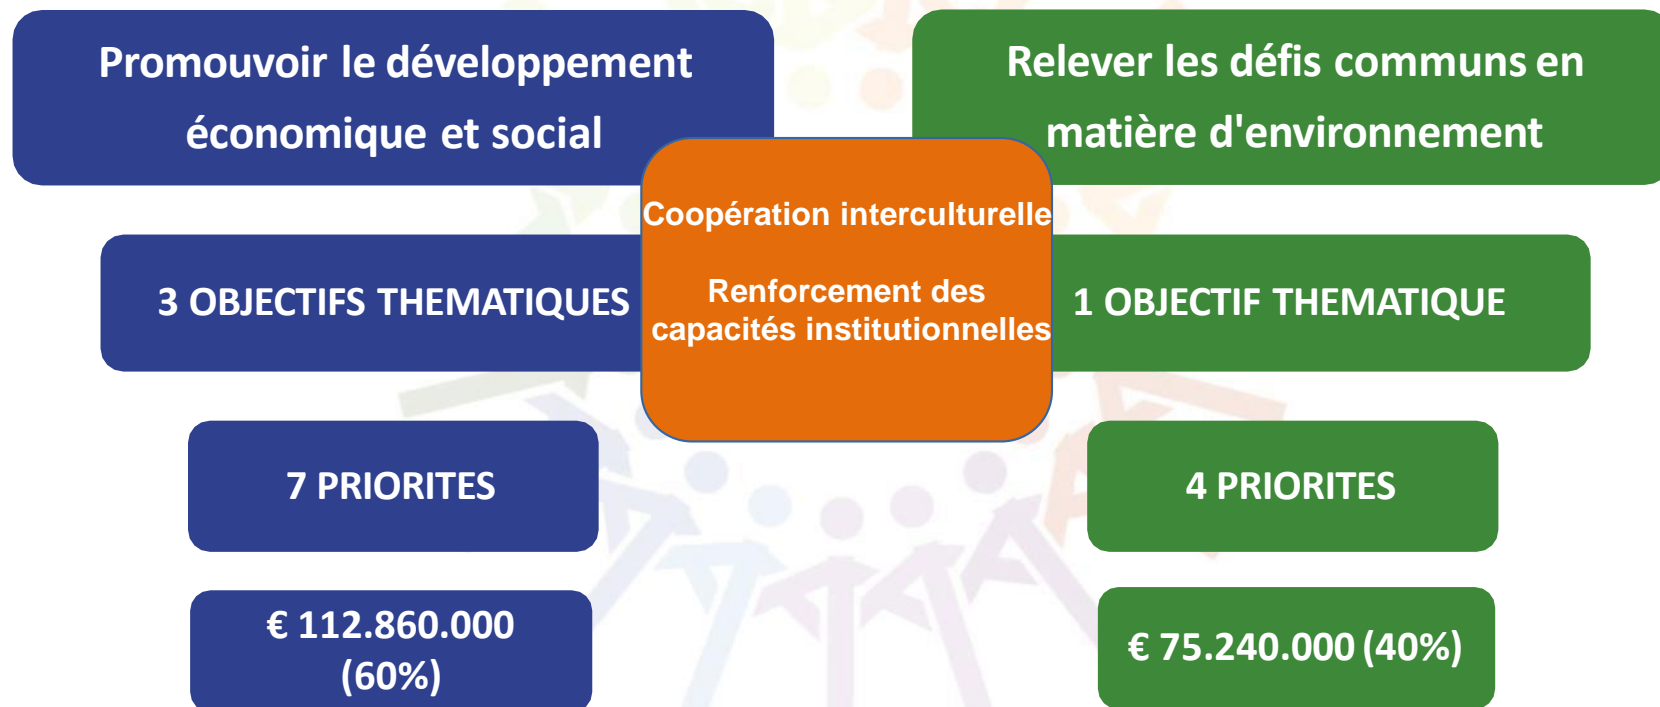 Promouvoir le développement
économique et social
Relever les défis communs en
matière d'environnement
Coopération interculturelle
Renforcement des
capacités institutionnelles
3 OBJECTIFS THEMATIQUES
1 OBJECTIF THEMATIQUE
7 PRIORITES
4 PRIORITES
€ 112.860.000
(60%)
€ 75.240.000 (40%)